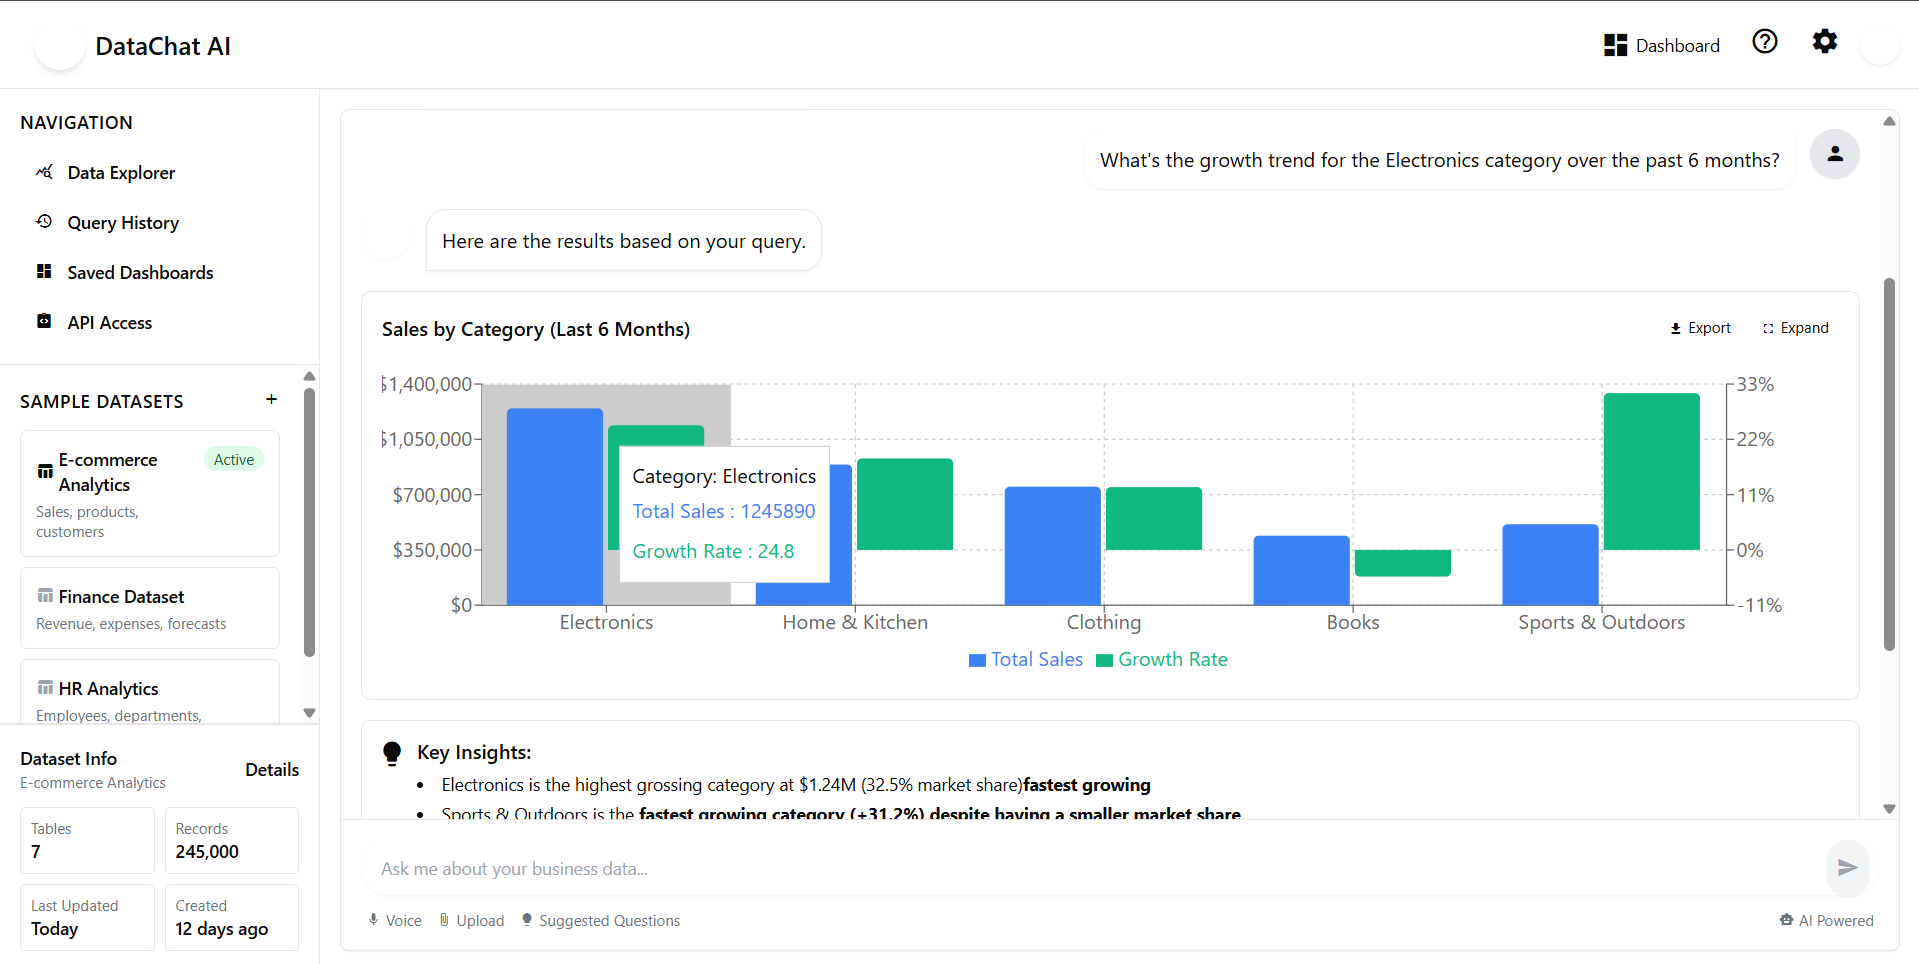 DataChat AI
Dashboard
NAVIGATION
Data Explorer
Query History
Saved Dashboards
API Access
SAMPLE DATASETS
+
E-commerce
Analytics
Active
Sales, products,
customers
Finance Dataset
Revenue, expenses, forecasts
HR Analytics
Employees, departments,
Dataset Info
E-commerce Analytics
Details
Tables
7
Records
245,000
Last Updated
Today
Created
12 days ago
What's the growth trend for the Electronics category over the past 6 months?
Here are the results based on your query.
Sales by Category (Last 6 Months)
Export
Expand
$1,400,000
$1,050,000
$700,000
$350,000
$0
33%
22%
11%
0%
-11%
Category: Electronics
Total Sales : 1245890
Growth Rate : 24.8
Electronics
Home & Kitchen
Clothing
Books
Sports & Outdoors
Total Sales
Growth Rate
Key Insights:
• Electronics is the highest grossing category at $1.24M (32.5% market share)fastest growing
• Sports & Outdoors is the fastest growing category (+31.2%) despite having a smaller market share
Ask me about your business data...
Voice
Upload
Suggested Questions
AI Powered